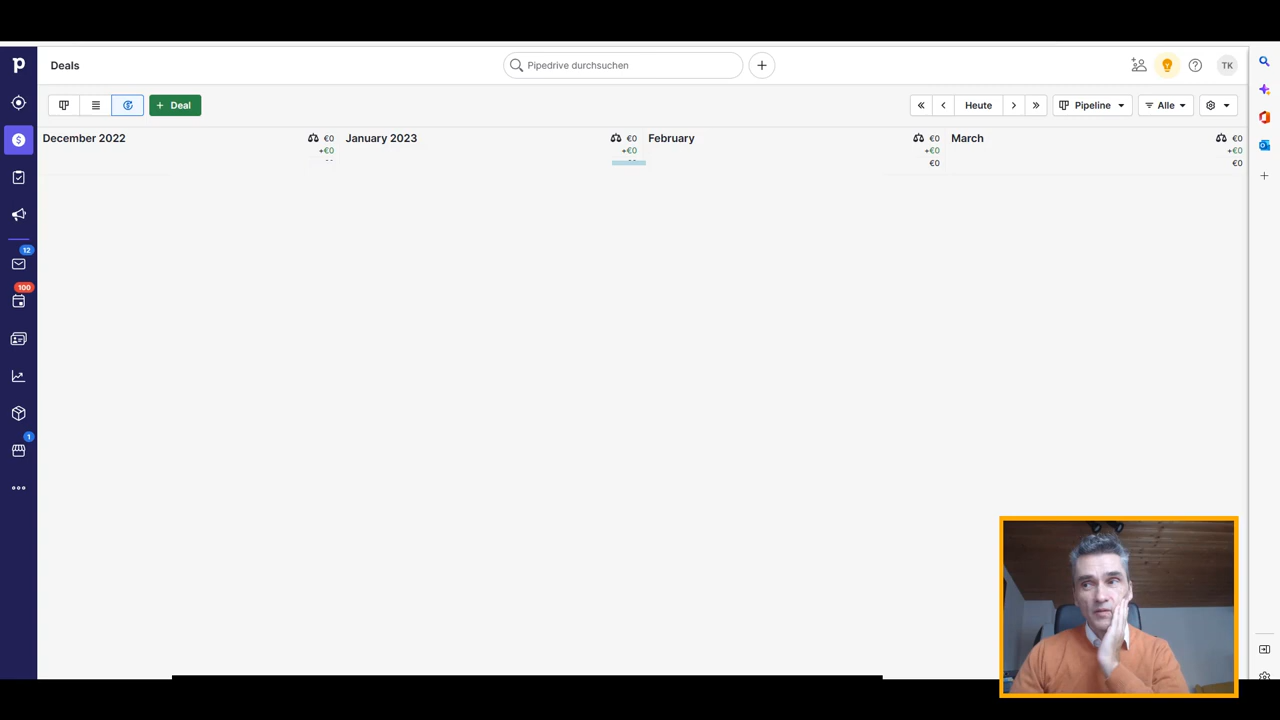 p
Deals
Pipedrive durchsuchen
TK
Deal
Heute
Pipeline
Alle
December 2022
€0
+€0
January 2023
€0
+€0
February
€0
+€0
€0
March
€0
+€0
€0
12
100
1